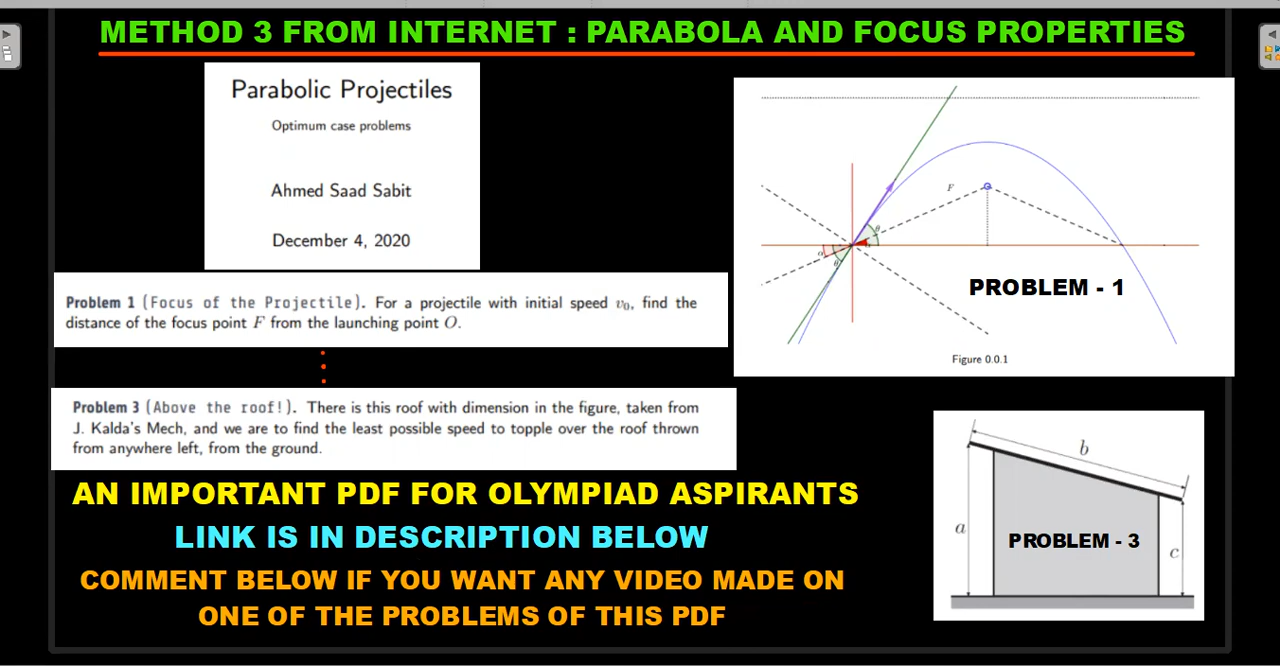 METHOD 3 FROM INTERNET : PARABOLA AND FOCUS PROPERTIES
Parabolic Projectiles
Optimum case problems
Ahmed Saad Sabit
December 4, 2020
Problem 1 (Focus of the Projectile). For a projectile with initial speed v₀, find the
distance of the focus point F from the launching point O.
F
θ
α
θ
PROBLEM - 1
Figure 0.0.1
Problem 3 (Above the roof!). There is this roof with dimension in the figure, taken from
J. Kalda's Mech, and we are to find the least possible speed to topple over the roof thrown
from anywhere left, from the ground.
b
a
PROBLEM - 3
c
AN IMPORTANT PDF FOR OLYMPIAD ASPIRANTS
LINK IS IN DESCRIPTION BELOW
COMMENT BELOW IF YOU WANT ANY VIDEO MADE ON
ONE OF THE PROBLEMS OF THIS PDF